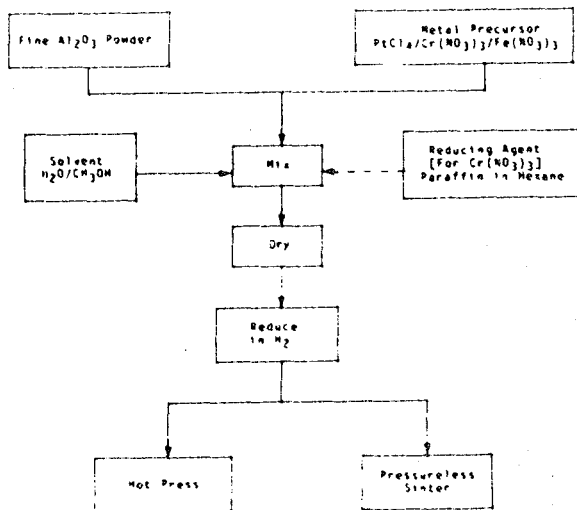 Fine Al2O3 Powder
Metal Precursor
PtCl4/Cr(NO3)3/Fe(NO3)3
Solvent
H2O/CH3OH
Mix
Reducing Agent
[For Cr(NO3)3]
Paraffin in Hexane
Dry
Reduce
in H2
Hot Press
Pressureless
Sinter